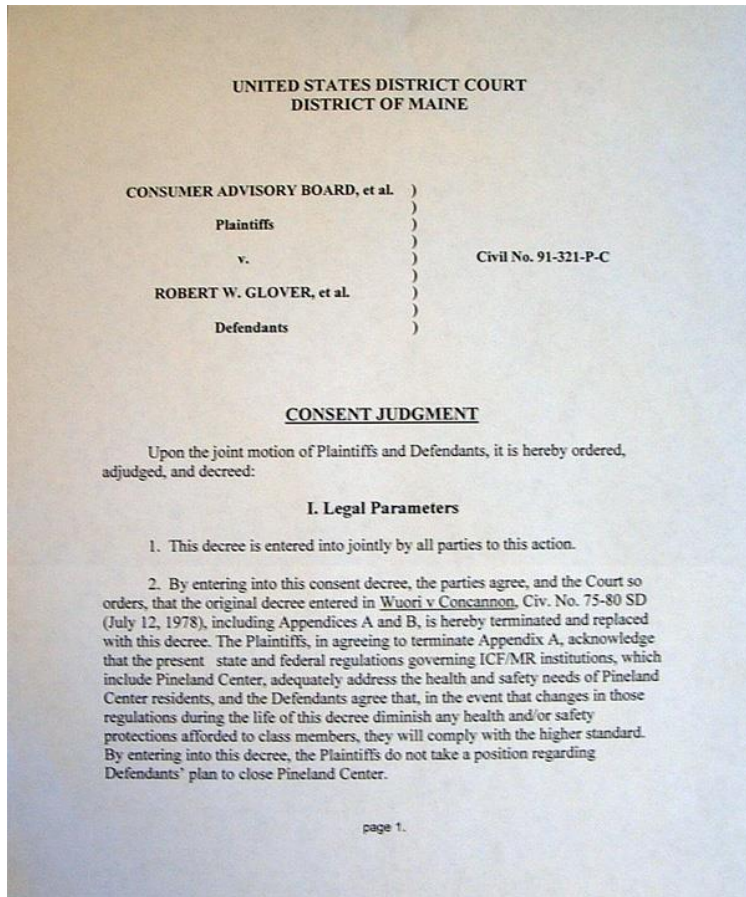 UNITED STATES DISTRICT COURT
DISTRICT OF MAINE
CONSUMER ADVISORY BOARD, et al. )
)
Plaintiffs )
)
v. ) Civil No. 91-321-P-C
)
ROBERT W. GLOVER, et al. )
)
Defendants )
CONSENT JUDGMENT
Upon the joint motion of Plaintiffs and Defendants, it is hereby ordered,
adjudged, and decreed:
I. Legal Parameters
1. This decree is entered into jointly by all parties to this action.
2. By entering into this consent decree, the parties agree, and the Court so
orders, that the original decree entered in Wuori v Concannon, Civ. No. 75-80 SD
(July 12, 1978), including Appendices A and B, is hereby terminated and replaced
with this decree. The Plaintiffs, in agreeing to terminate Appendix A, acknowledge
that the present state and federal regulations governing ICF/MR institutions, which
include Pineland Center, adequately address the health and safety needs of Pineland
Center residents, and the Defendants agree that, in the event that changes in those
regulations during the life of this decree diminish any health and/or safety
protections afforded to class members, they will comply with the higher standard.
By entering into this decree, the Plaintiffs do not take a position regarding
Defendants' plan to close Pineland Center.
page 1.